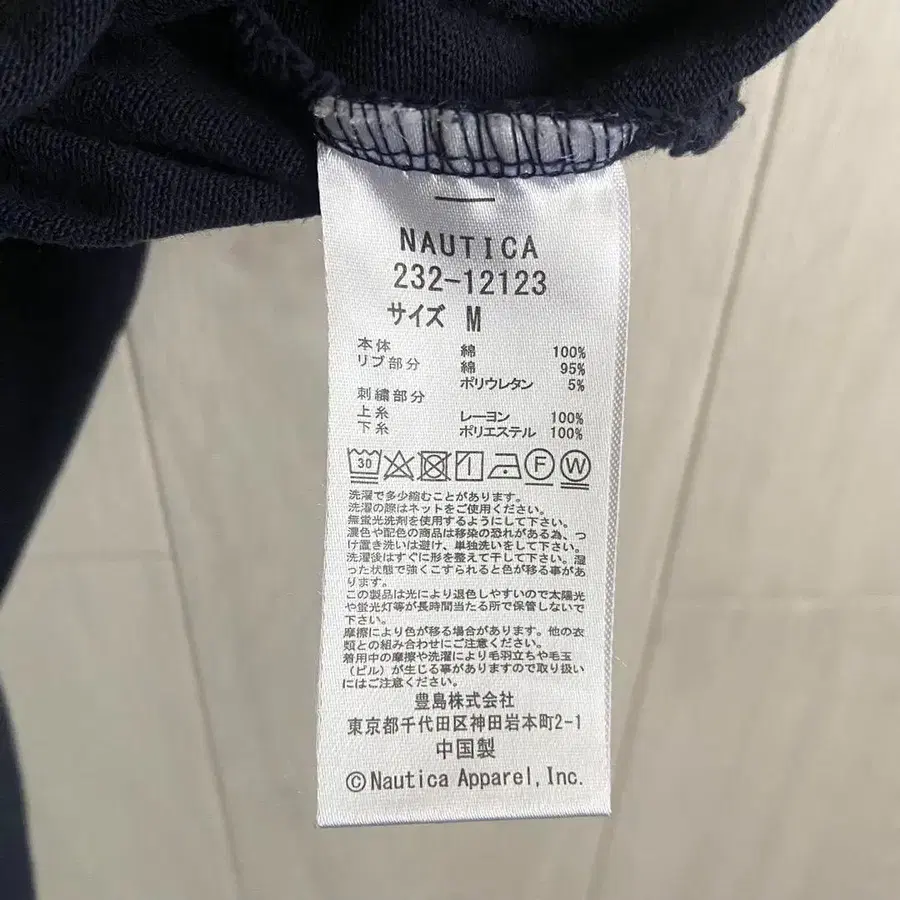 NAUTICA
232-12123
サイズ M
本体 綿 100%
リブ部分 綿 95%
ポリウレタン 5%
刺繍部分
上糸 レーヨン 100%
下糸 ポリエステル 100%
30 F W
洗濯で多少縮むことがあります。
洗濯の際はネットをご使用ください。
無蛍光洗剤を使用するようにして下さい。
濃色や配色の商品は移染の恐れがある為、つ
け置き洗いは避け、単独洗いをして下さい。
洗濯後はすぐに形を整えて干して下さい。湿
った状態で強くこすられると色が移る事があ
ります。
この製品は光により退色しやすいので太陽光
や蛍光灯等が長時間当たる所で保管しないで
下さい。
摩擦により色が移る場合があります。他の衣
類との組み合わせにご注意ください。
着用中の摩擦や洗濯により毛羽立ちや毛玉
(ピル)が生じる事がありますので取り扱い
にはご注意ください。
豊島株式会社
東京都千代田区神田岩本町2-1
中国製
©Nautica Apparel, Inc.